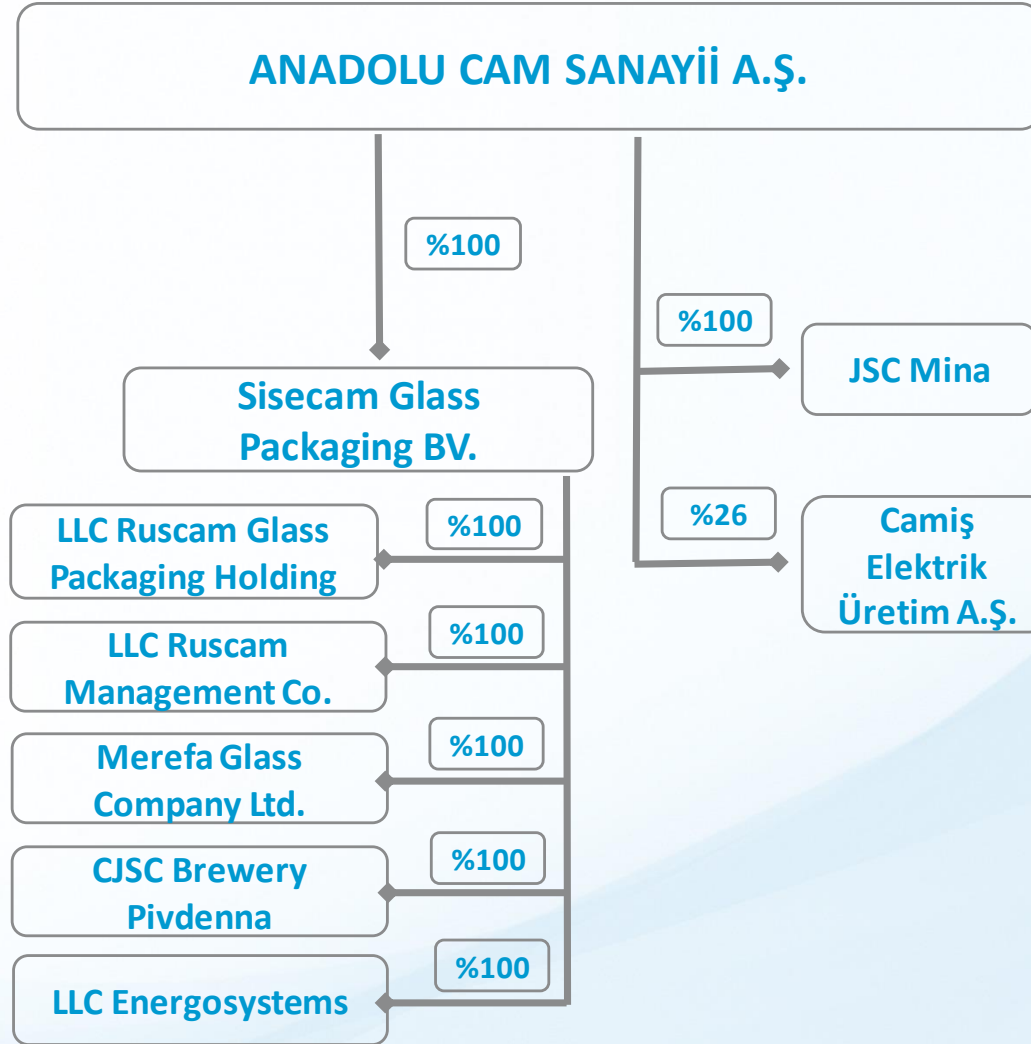 ANADOLU CAM SANAYİİ A.Ş.
%100
%100
JSC Mina
Sisecam Glass
Packaging BV.
%26
Camiş
Elektrik
Üretim A.Ş.
%100
LLC Ruscam Glass
Packaging Holding
%100
LLC Ruscam
Management Co.
%100
Merefa Glass
Company Ltd.
%100
CJSC Brewery
Pivdenna
%100
LLC Energosystems